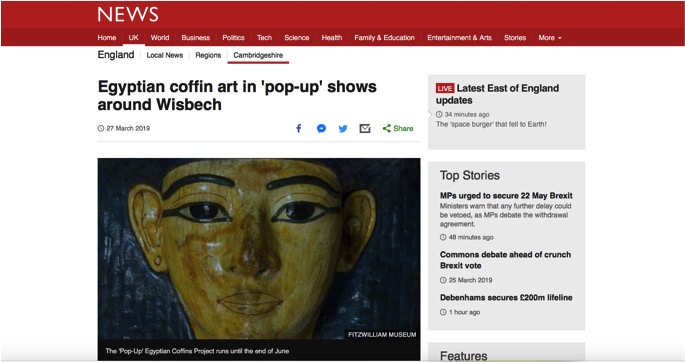 NEWS
Home UK World Business Politics Tech Science Health Family & Education Entertainment & Arts Stories More
England Local News Regions Cambridgeshire
Egyptian coffin art in 'pop-up' shows
around Wisbech
27 March 2019
Share
FITZWILLIAM MUSEUM
The 'Pop-Up' Egyptian Coffins Project runs until the end of June
LIVE Latest East of England
updates
34 minutes ago
The 'space burger' that fell to Earth!
Top Stories
MPs urged to secure 22 May Brexit
Ministers warn that any further delay could
be vetoed, as MPs debate the withdrawal
agreement.
48 minutes ago
Commons debate ahead of crunch
Brexit vote
25 March 2019
Debenhams secures £200m lifeline
1 hour ago
Features